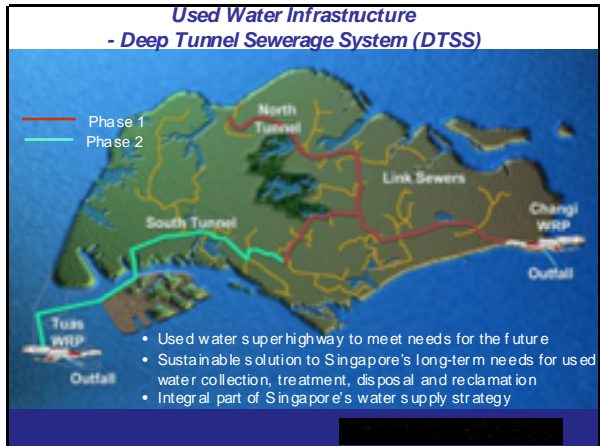 Used Water Infrastructure
- Deep Tunnel Sewerage System (DTSS)
Phase 1
Phase 2
North
Tunnel
Link Sewers
South Tunnel
Changi
WRP
Outfall
Tuas
WRP
Outfall
• Used water superhighway to meet needs for the future
• Sustainable solution to Singapore's long-term needs for used
water collection, treatment, disposal and reclamation
• Integral part of Singapore's water supply strategy